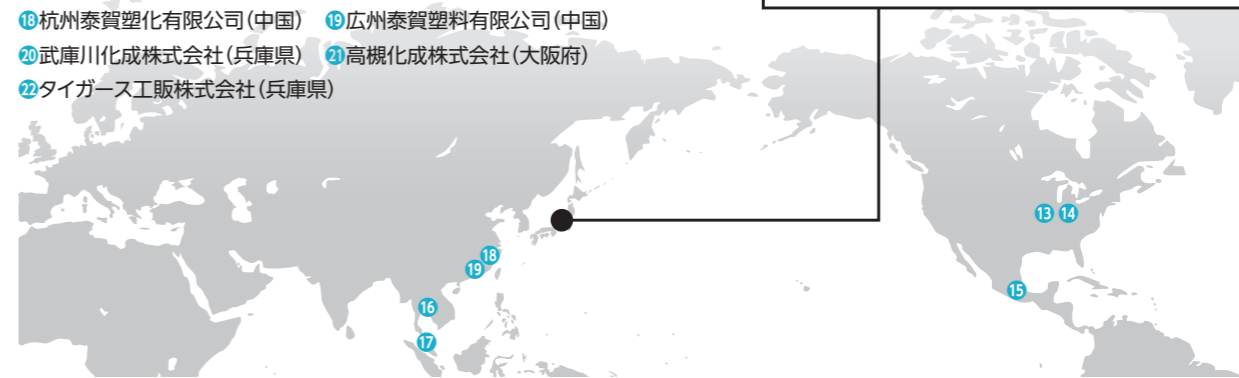 ⑱杭州泰賀塑化有限公司(中国) ⑲広州泰賀塑料有限公司(中国)
⑳武庫川化成株式会社(兵庫県) ㉑高槻化成株式会社(大阪府)
㉒タイガース工販株式会社(兵庫県)
⑬ ⑭
⑱
⑲
⑮
⑯
⑰